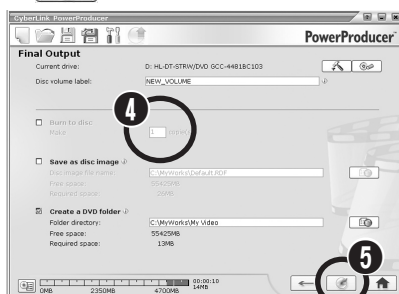 CyberLink PowerProducer
PowerProducer
Final Output
Current drive: D: HL-DT-STRW/DVD GCC-4481BC103
Disc volume label: NEW_VOLUME
4
Burn to disc
Make: 1
Save as disc image
Disc image file name: C:\MyWorks\Default.RDF
Free space: 55425MB
Required space: 26MB
Create a DVD folder
Folder directory: C:\MyWorks\My Video
Free space: 55425MB
Required space: 13MB
5
00:00:10
14MB
0MB 2350MB 4700MB